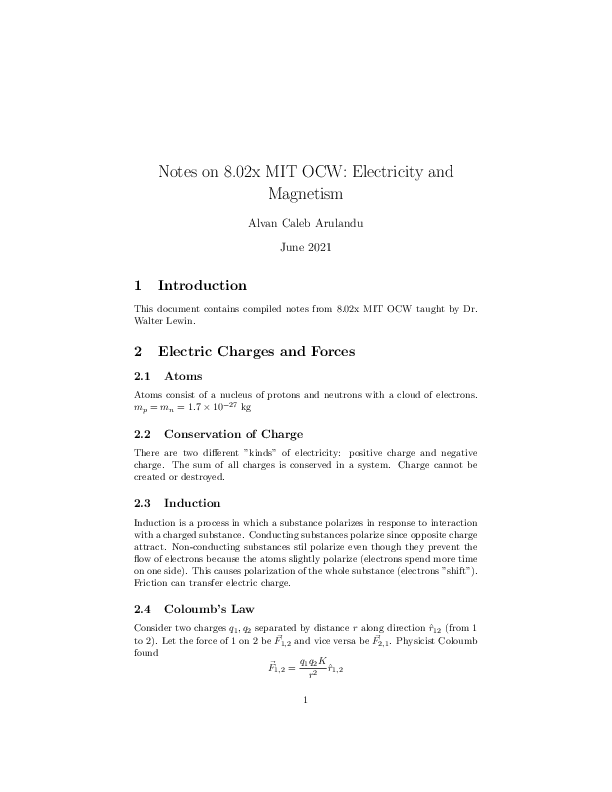 Notes on 8.02x MIT OCW: Electricity and
Magnetism
Alvan Caleb Arulandu
June 2021
1 Introduction
This document contains compiled notes from 8.02x MIT OCW taught by Dr.
Walter Lewin.
2 Electric Charges and Forces
2.1 Atoms
Atoms consist of a nucleus of protons and neutrons with a cloud of electrons.
$m_p = m_n = 1.7 \times 10^{-27}$ kg
2.2 Conservation of Charge
There are two different ”kinds” of electricity: positive charge and negative
charge. The sum of all charges is conserved in a system. Charge cannot be
created or destroyed.
2.3 Induction
Induction is a process in which a substance polarizes in response to interaction
with a charged substance. Conducting substances polarize since opposite charge
attract. Non-conducting substances stil polarize even though they prevent the
flow of electrons because the atoms slightly polarize (electrons spend more time
on one side). This causes polarization of the whole substance (electrons ”shift”).
Friction can transfer electric charge.
2.4 Coloumb’s Law
Consider two charges $q_1, q_2$ separated by distance $r$ along direction $\hat{r}_{12}$ (from 1
to 2). Let the force of 1 on 2 be $\vec{F}_{1,2}$ and vice versa be $\vec{F}_{2,1}$. Physicist Coloumb
found
$\vec{F}_{1,2} = \frac{q_1 q_2 K}{r^2} \hat{r}_{1,2}$
1